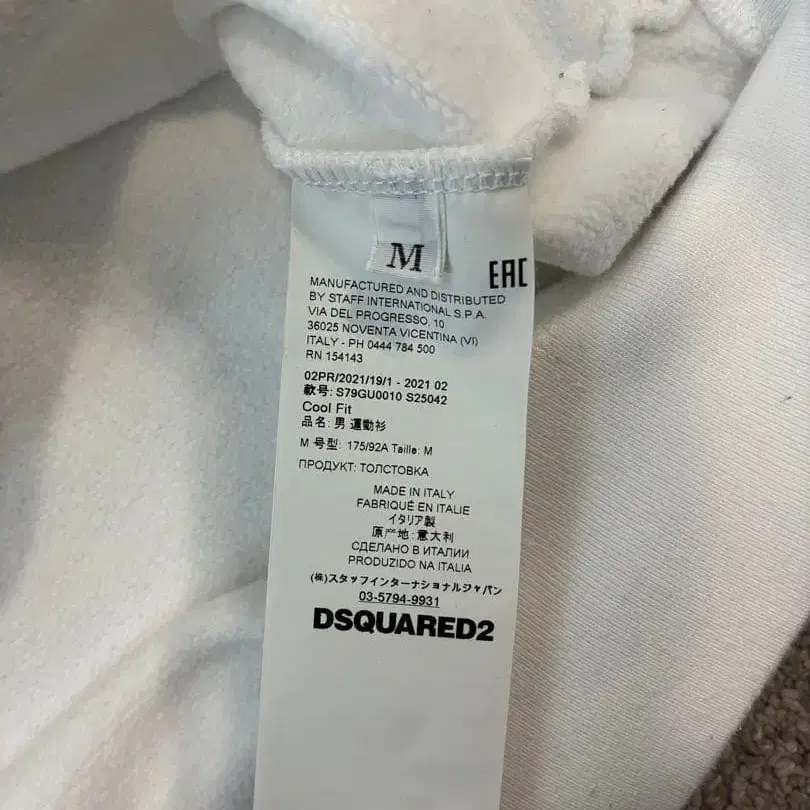 M
EAC
MANUFACTURED AND DISTRIBUTED
BY STAFF INTERNATIONAL S.P.A.
VIA DEL PROGRESSO, 10
36025 NOVENTA VICENTINA (VI)
ITALY - PH 0444 784 500
RN 154143
02PR/2021/19/1 - 2021 02
款号: S79GU0010 S25042
Cool Fit
品名: 男 運動衫
M 号型: 175/92A Taille: M
ПРОДУКТ: ТОЛСТОВКА
MADE IN ITALY
FABRIQUÉ EN ITALIE
イタリア製
原产地: 意大利
СДЕЛАНО В ИТАЛИИ
PRODUZIDO NA ITALIA
(株)スタッフインターナショナルジャパン
03-5794-9931
DSQUARED2